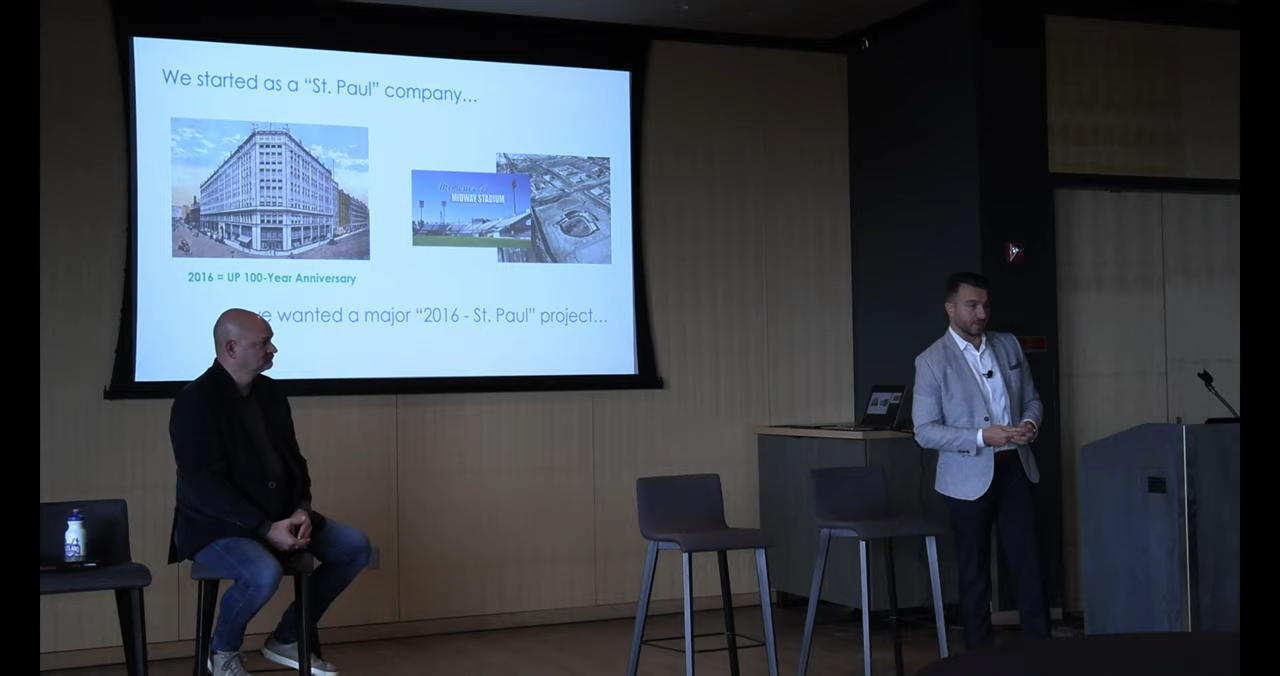 We started as a “St. Paul” company…
MIDWAY STADIUM
2016 = UP 100-Year Anniversary
we wanted a major “2016 - St. Paul” project…